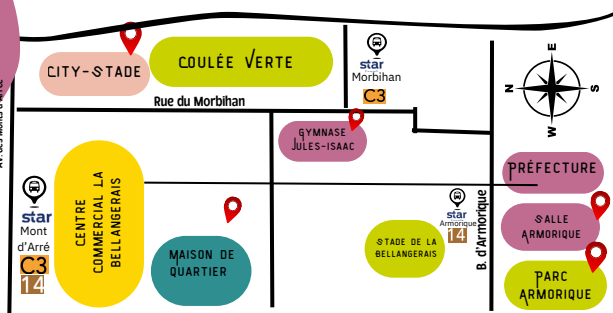 CITY-STADE
COULÉE VERTE
star
Morbihan
C3
Rue du Morbihan
GYMNASE
JULES-ISAAC
E
N
S
W
PRÉFECTURE
SALLE
ARMORIQUE
PARC
ARMORIQUE
B. d'Armorique
star
Armorique
14
STADE DE LA
BELLANGERAIS
CENTRE
COMMERCIAL LA
BELLANGERAIS
MAISON DE
QUARTIER
star
Mont
d'Arré
C3
14